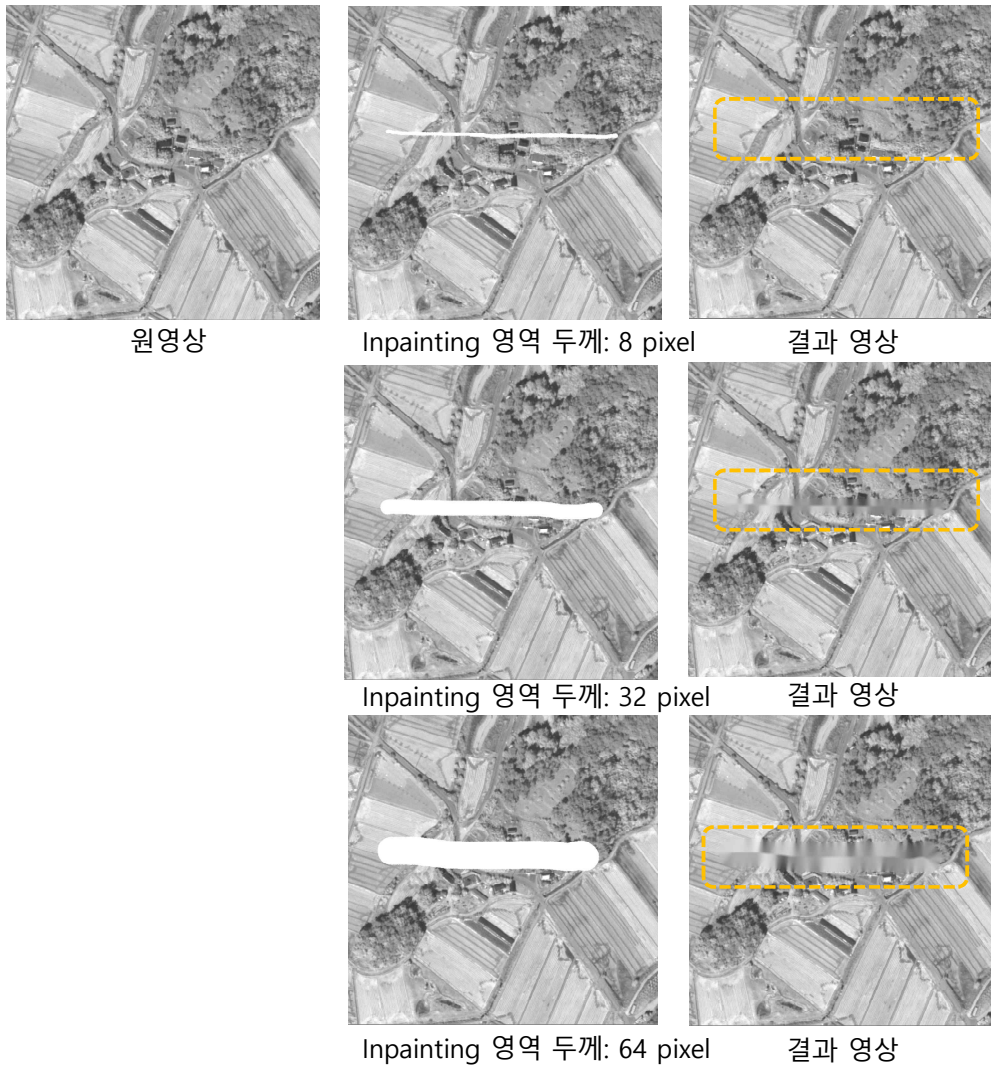 원영상
Inpainting 영역 두께: 8 pixel
결과 영상
Inpainting 영역 두께: 32 pixel
결과 영상
Inpainting 영역 두께: 64 pixel
결과 영상